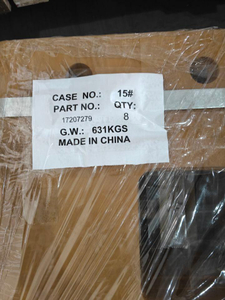 CASE NO.: 15#
PART NO.: QTY:
17207279 8
G.W.: 631KGS
MADE IN CHINA